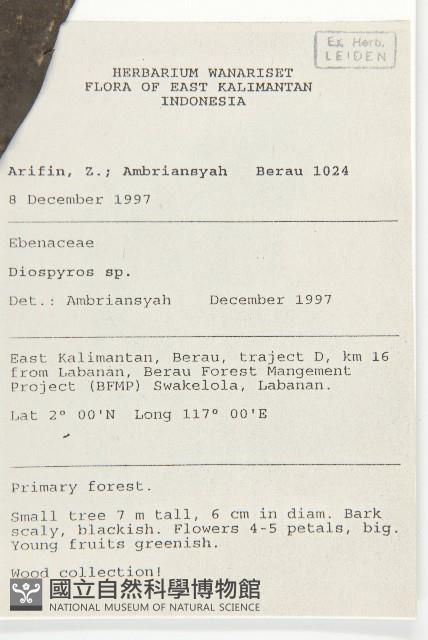 Ex Herb.
LEIDEN
HERBARIUM WANARISET
FLORA OF EAST KALIMANTAN
INDONESIA
Arifin, Z.; Ambriansyah Berau 1024
8 December 1997
Ebenaceae
Diospyros sp.
Det.: Ambriansyah December 1997
East Kalimantan, Berau, traject D, km 16
from Labanan, Berau Forest Mangement
Project (BFMP) Swakelola, Labanan.
Lat 2° 00'N Long 117° 00'E
Primary forest.
Small tree 7 m tall, 6 cm in diam. Bark
scaly, blackish. Flowers 4-5 petals, big.
Young fruits greenish.
Wood collection!
國立自然科學博物館
NATIONAL MUSEUM OF NATURAL SCIENCE